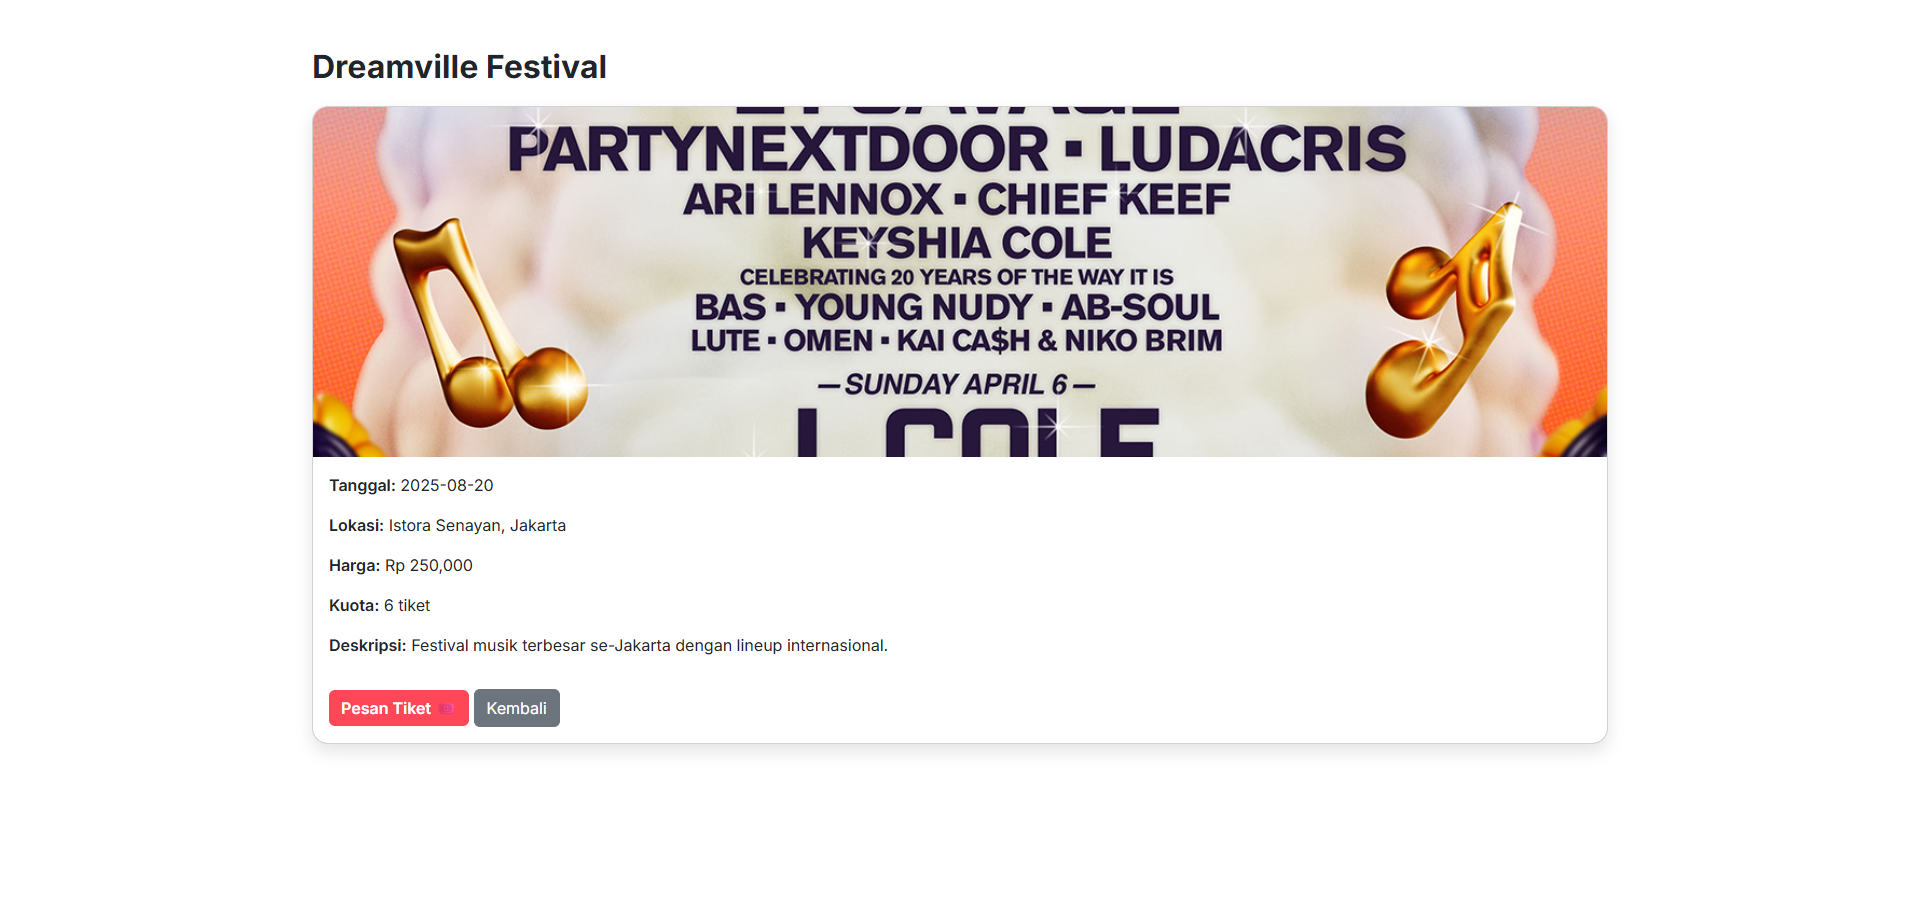 Dreamville Festival
PARTYNEXTDOOR ▪ LUDACRIS
ARI LENNOX ▪ CHIEF KEEF
KEYSHIA COLE
CELEBRATING 20 YEARS OF THE WAY IT IS
BAS ▪ YOUNG NUDY ▪ AB-SOUL
LUTE ▪ OMEN ▪ KAI CA$H & NIKO BRIM
— SUNDAY APRIL 6 —
Tanggal: 2025-08-20
Lokasi: Istora Senayan, Jakarta
Harga: Rp 250,000
Kuota: 6 tiket
Deskripsi: Festival musik terbesar se-Jakarta dengan lineup internasional.
Pesan Tiket
Kembali